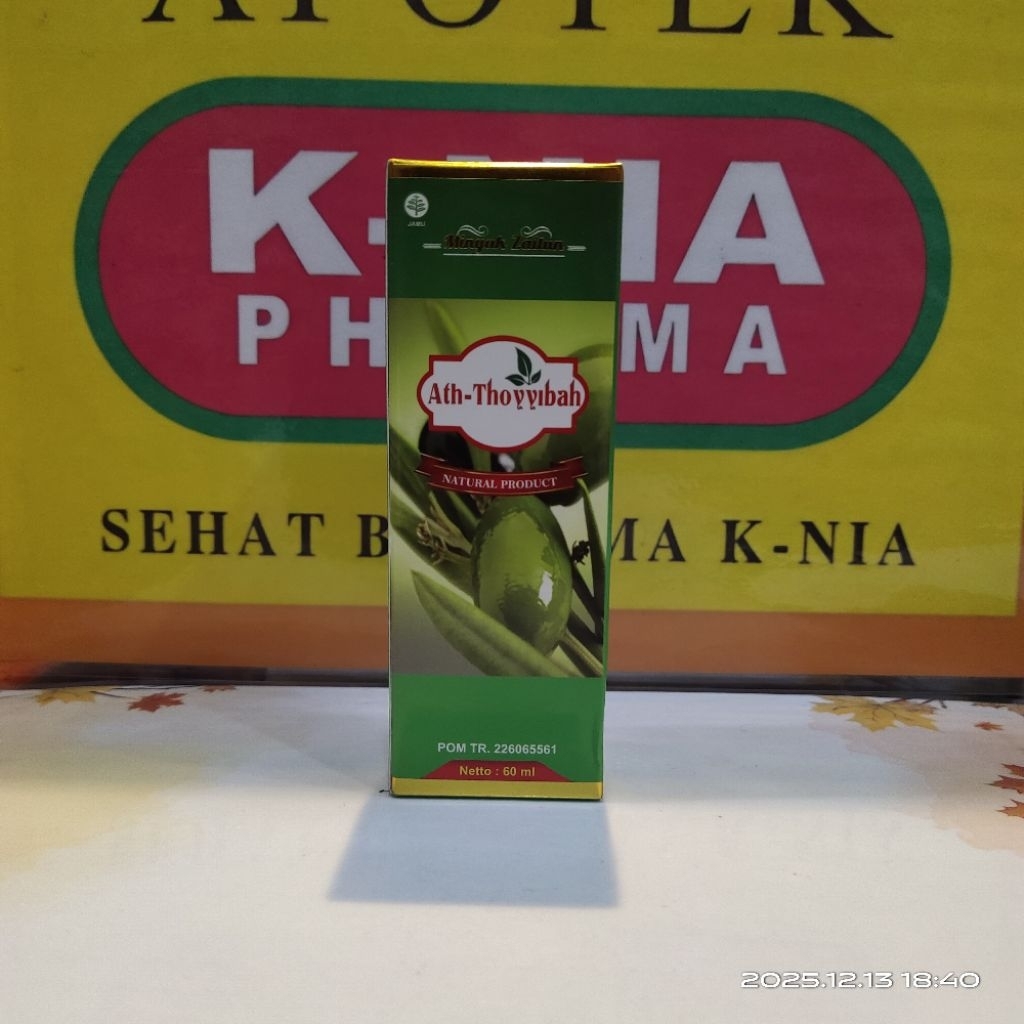 APOTEK
K-NIA
PH MA
SEHAT B MA K-NIA
JAMU
Minyak Zaitun
Ath-Thoyyibah
NATURAL PRODUCT
POM TR. 226065561
Netto : 60 ml
2025.12.13 18:40